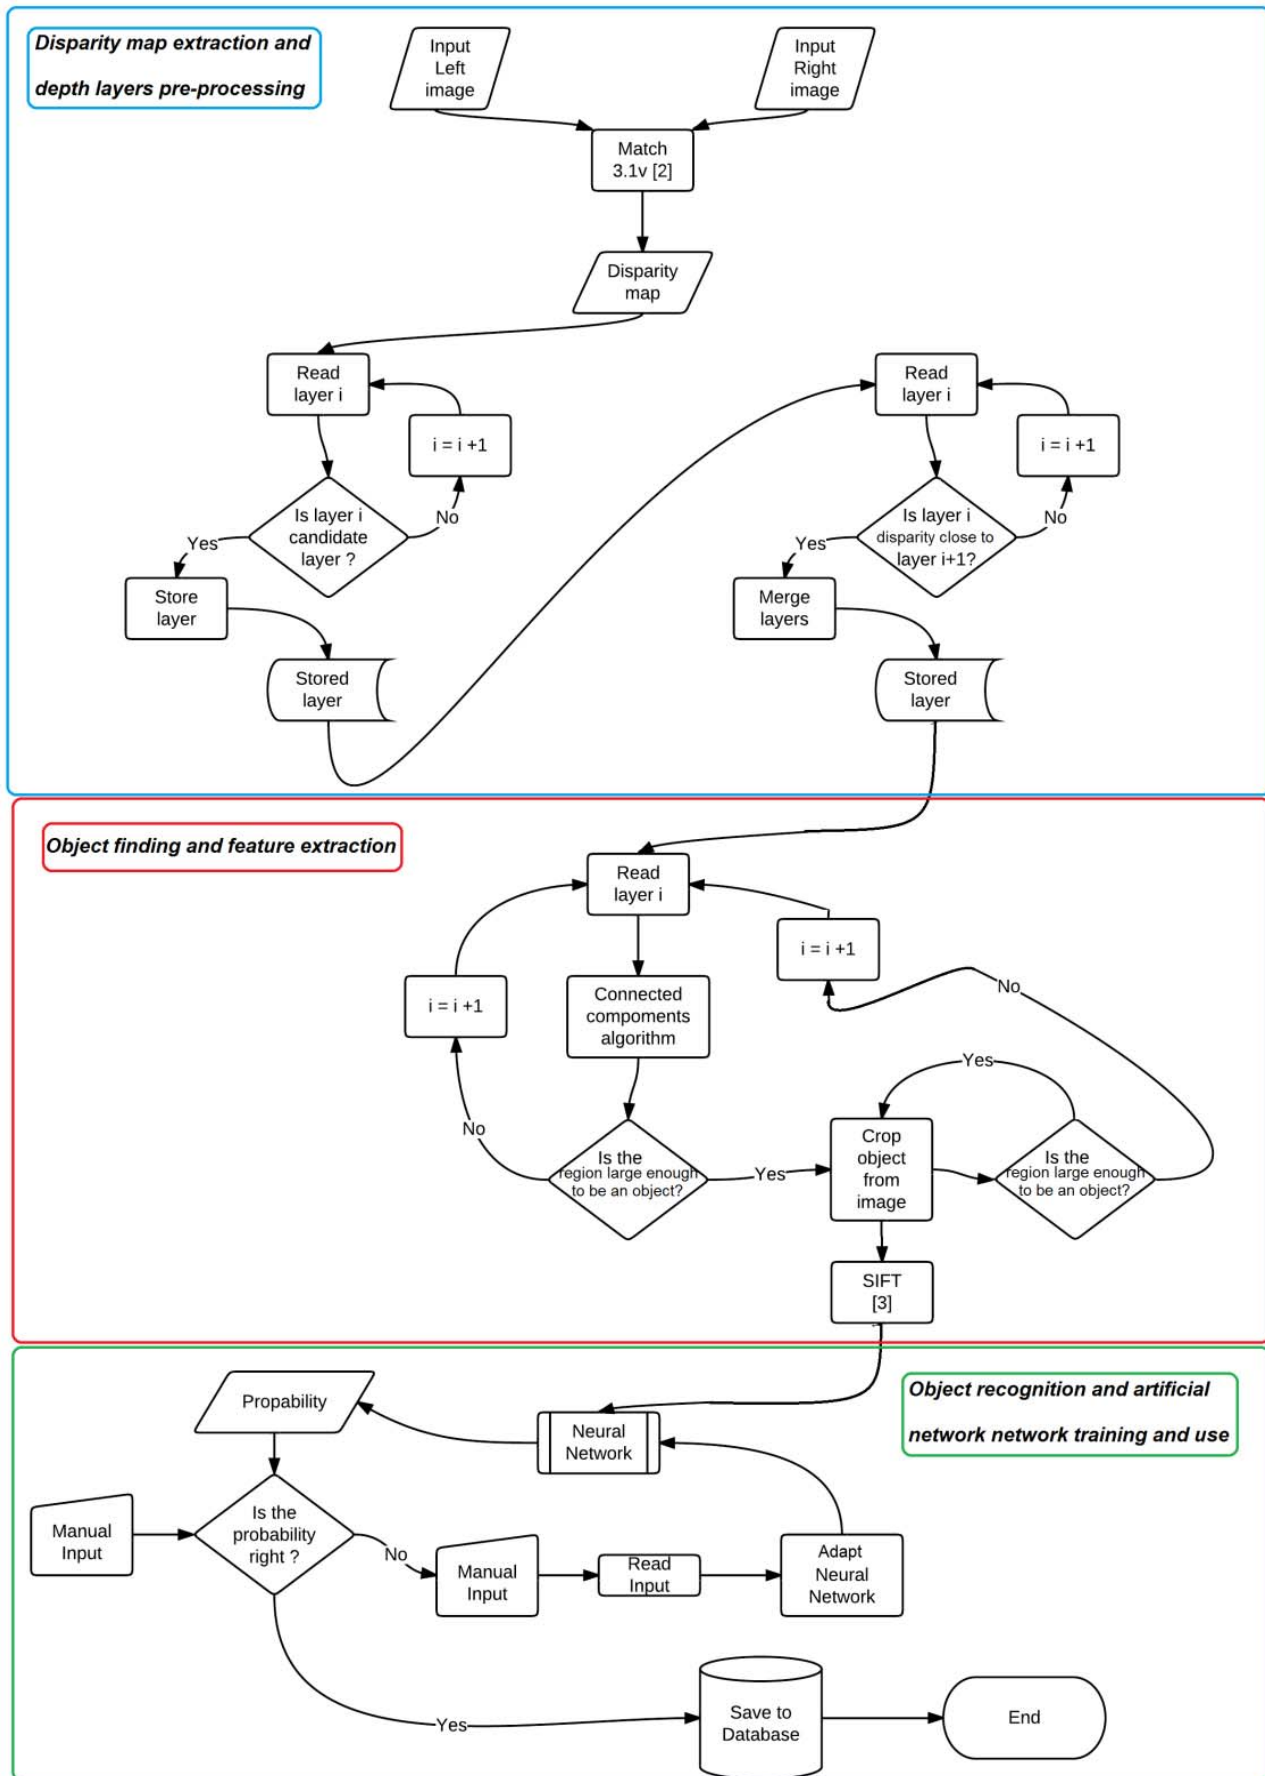 Disparity map extraction and
depth layers pre-processing
Input
Left
image
Input
Right
image
Match
3.1v [2]
Disparity
map
Read
layer i
i = i +1
Is layer i
candidate
layer ?
No
Yes
Store
layer
Stored
layer
Read
layer i
i = i +1
Is layer i
disparity close to
layer i+1?
No
Yes
Merge
layers
Stored
layer
Object finding and feature extraction
Read
layer i
i = i +1
i = i +1
Connected
compoments
algorithm
No
Yes
No
Is the
region large enough
to be an object?
Yes
Crop
object
from
image
Is the
region large enough
to be an object?
SIFT
[3]
Object recognition and artificial
network network training and use
Propability
Neural
Network
Manual
Input
Is the
probability
right ?
No
Manual
Input
Read
Input
Adapt
Neural
Network
Yes
Save to
Database
End